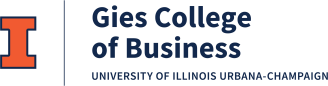 Gies College
of Business
UNIVERSITY OF ILLINOIS URBANA-CHAMPAIGN